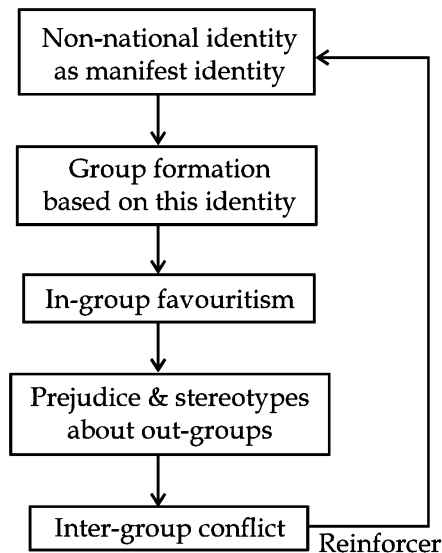 Non-national identity
as manifest identity
Group formation
based on this identity
In-group favouritism
Prejudice & stereotypes
about out-groups
Inter-group conflict
Reinforcer